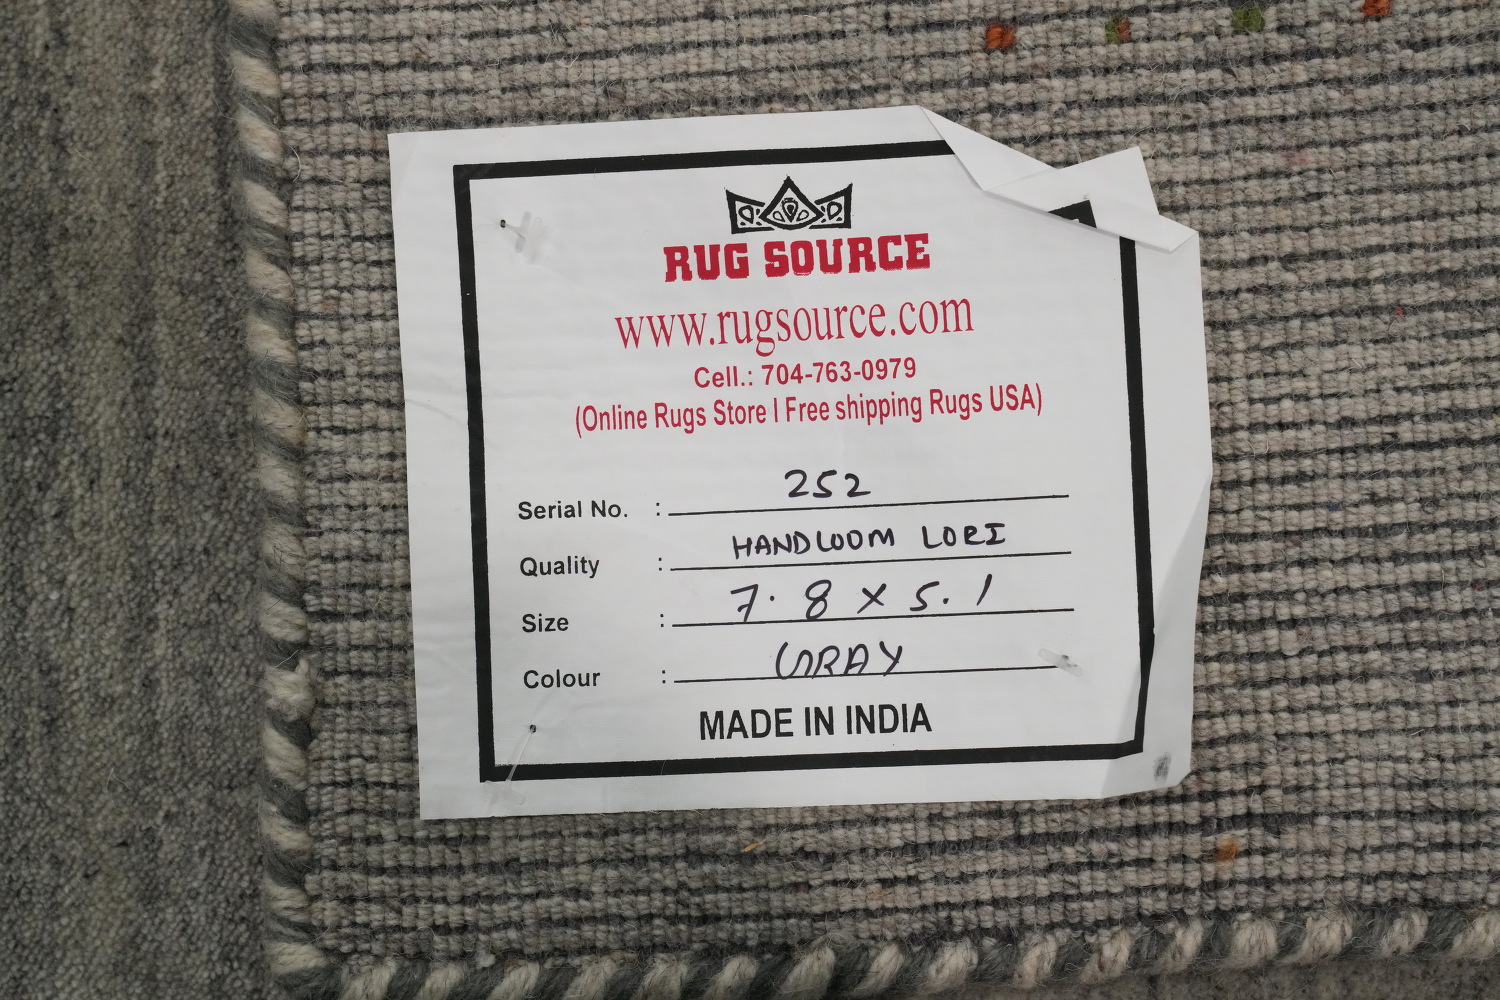 RUG SOURCE
www.rugsource.com
Cell.: 704-763-0979
(Online Rugs Store I Free shipping Rugs USA)
Serial No. : 252
Quality : HANDLOOM LORI
Size : 7.8 X 5.1
Colour : GRAY
MADE IN INDIA